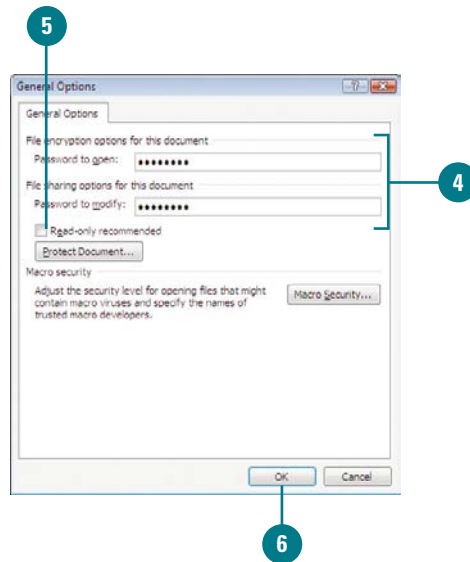 5
General Options
General Options
File encryption options for this document
Password to open: ••••••••
4
File sharing options for this document
Password to modify: ••••••••
Read-only recommended
Protect Document...
Macro security
Adjust the security level for opening files that might
contain macro viruses and specify the names of
trusted macro developers.
Macro Security...
OK
Cancel
6